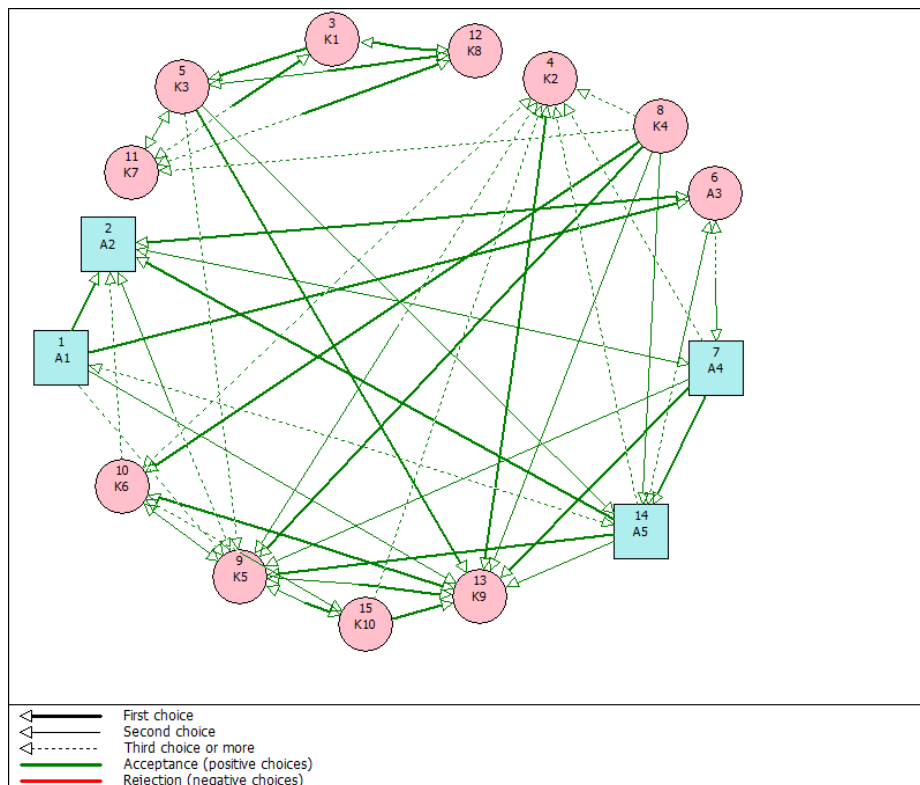 3
K1
12
K8
5
K3
4
K2
8
K4
11
K7
6
A3
2
A2
1
A1
7
A4
10
K6
14
A5
9
K5
13
K9
15
K10
First choice
Second choice
Third choice or more
Acceptance (positive choices)
Rejection (negative choices)